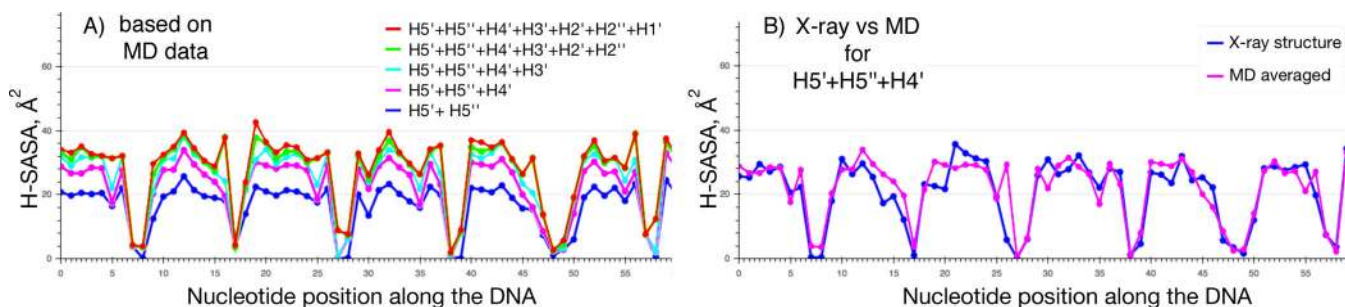 A) based on
MD data
H5'+H5''+H4'+H3'+H2'+H2''+H1'
H5'+H5''+H4'+H3'+H2'+H2''
H5'+H5''+H4'+H3'
H5'+H5''+H4'
H5'+ H5''
H-SASA, Å2
60
40
20
0
0 5 10 15 20 25 30 35 40 45 50 55
Nucleotide position along the DNA
B) X-ray vs MD
for
H5'+H5''+H4'
X-ray structure
MD averaged
H-SASA, Å2
60
40
20
0
0 5 10 15 20 25 30 35 40 45 50 55
Nucleotide position along the DNA